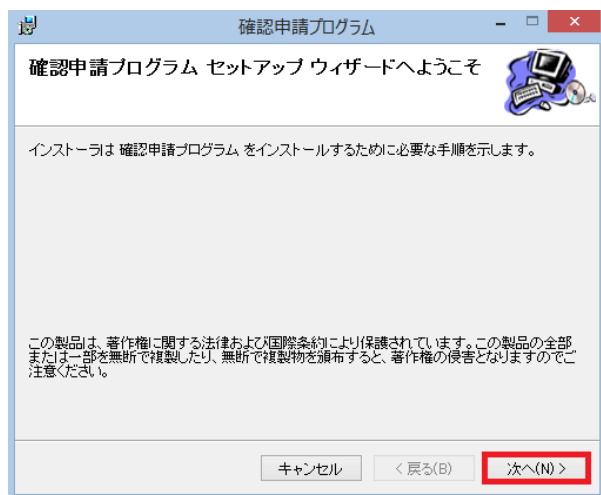 確認申請プログラム
確認申請プログラム セットアップ ウィザードへようこそ
インストーラは 確認申請プログラム をインストールするために必要な手順を示します。
この製品は、著作権に関する法律および国際条約により保護されています。この製品の全部
または一部を無断で複製したり、無断で複製物を頒布すると、著作権の侵害となりますのでご
注意ください。
キャンセル
< 戻る(B)
次へ(N) >